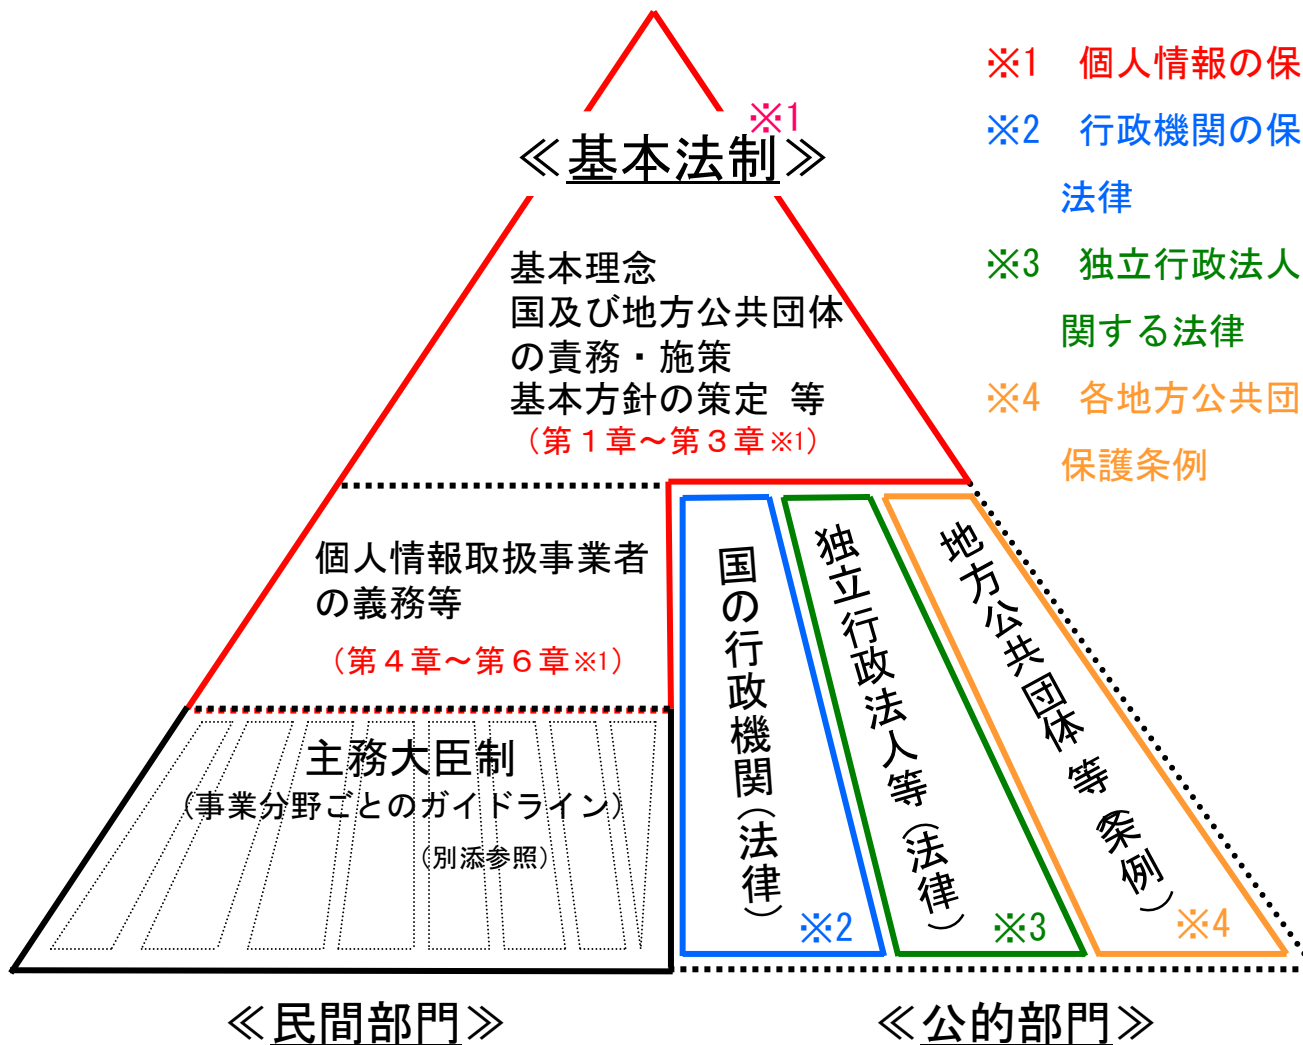 ※1
≪基本法制≫
基本理念
国及び地方公共団体
の責務・施策
基本方針の策定 等
（第１章～第３章※1）
個人情報取扱事業者
の義務等
（第４章～第６章※1）
主務大臣制
（事業分野ごとのガイドライン）
（別添参照）
国の行政機関（法律）
※2
独立行政法人等（法律）
※3
地方公共団体 等（条例）
※4
≪民間部門≫
≪公的部門≫
※1 個人情報の保
※2 行政機関の保
法律
※3 独立行政法人
関する法律
※4 各地方公共団
保護条例